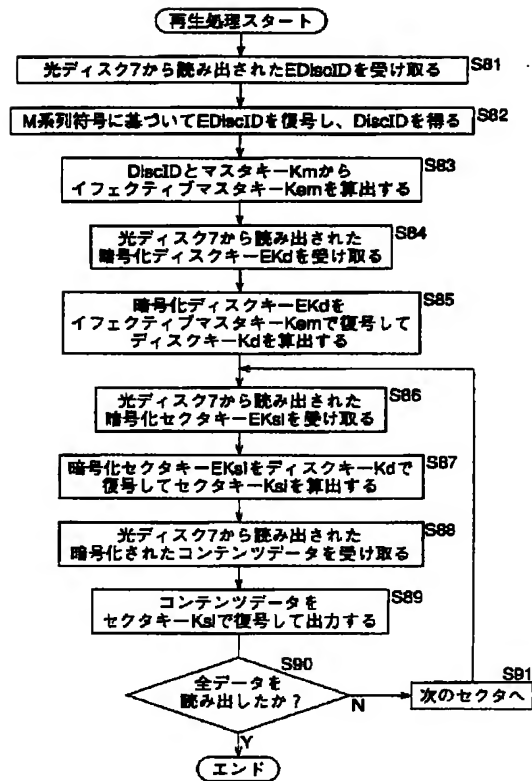 再生処理スタート
S81
光ディスク7から読み出されたEDiscIDを受け取る
S82
M系列符号に基づいてEDiscIDを復号し、DiscIDを得る
S83
DiscIDとマスタキーKmから
イフェクティブマスタキーKemを算出する
S84
光ディスク7から読み出された
暗号化ディスクキーEKdを受け取る
S85
暗号化ディスクキーEKdを
イフェクティブマスタキーKemで復号して
ディスクキーKdを算出する
S86
光ディスク7から読み出された
暗号化セクタキーEKsiを受け取る
S87
暗号化セクタキーEKsiをディスクキーKdで
復号してセクタキーKsiを算出する
S88
光ディスク7から読み出された
暗号化されたコンテンツデータを受け取る
S89
コンテンツデータを
セクタキーKsiで復号して出力する
S90
全データを
読み出したか?
N
S91
次のセクタへ
Y
エンド